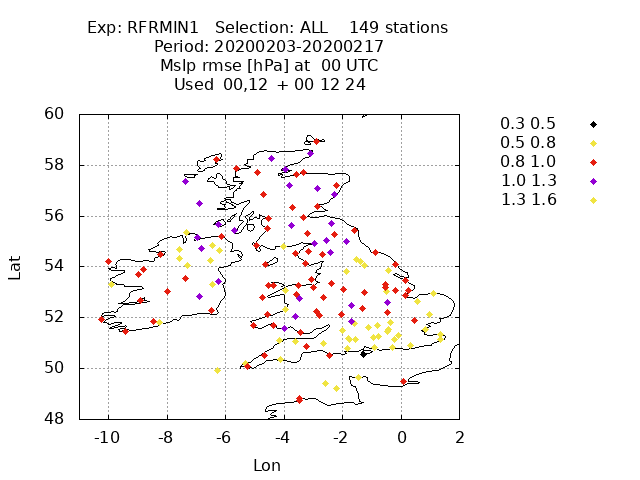 Exp: RFRMIN1 Selection: ALL 149 stations
Period: 20200203-20200217
Mslp rmse [hPa] at 00 UTC
Used 00,12 + 00 12 24
60
58
56
54
52
50
48
Lat
-10 -8 -6 -4 -2 0 2
Lon
0.3 0.5
0.5 0.8
0.8 1.0
1.0 1.3
1.3 1.6